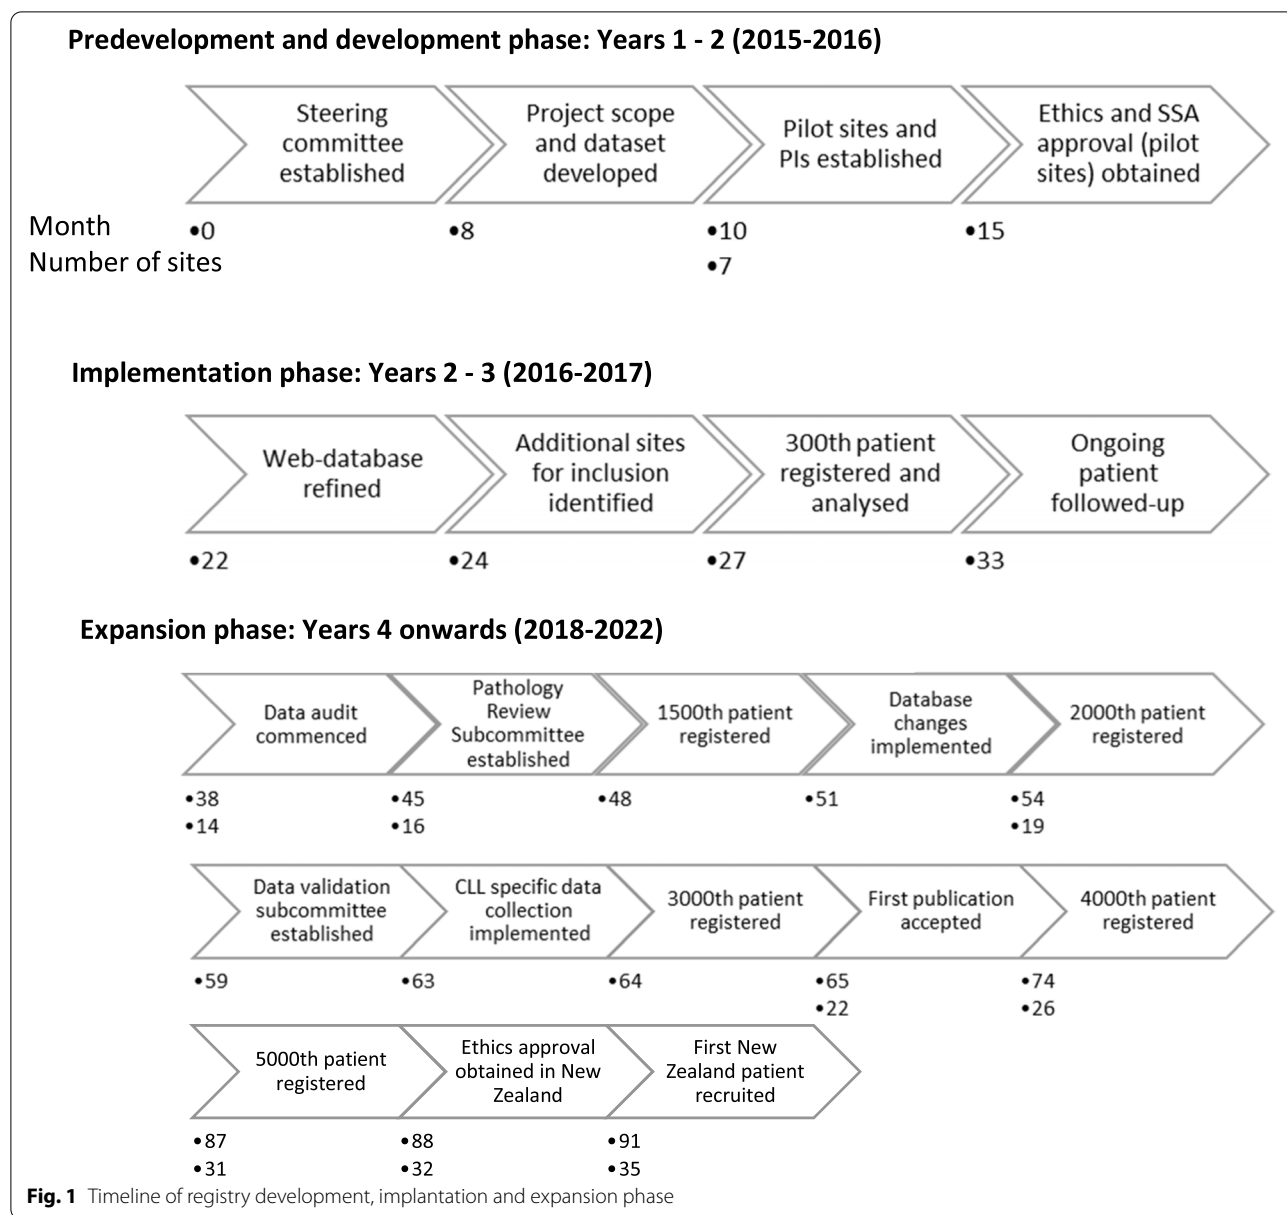 Predevelopment and development phase: Years 1 - 2 (2015-2016)
Steering
committee
established
Project scope
and dataset
developed
Pilot sites and
PIs established
Ethics and SSA
approval (pilot
sites) obtained
Month
•0
•8
•10
•15
Number of sites
•7
Implementation phase: Years 2 - 3 (2016-2017)
Web-database
refined
Additional sites
for inclusion
identified
300th patient
registered and
analysed
Ongoing
patient
followed-up
•22
•24
•27
•33
Expansion phase: Years 4 onwards (2018-2022)
Data audit
commenced
Pathology
Review
Subcommittee
established
1500th patient
registered
Database
changes
implemented
2000th patient
registered
•38
•14
•45
•16
•48
•51
•54
•19
Data validation
subcommittee
established
CLL specific data
collection
implemented
3000th patient
registered
First publication
accepted
4000th patient
registered
•59
•63
•64
•65
•22
•74
•26
5000th patient
registered
Ethics approval
obtained in New
Zealand
First New
Zealand patient
recruited
•87
•31
•88
•32
•91
•35
Fig. 1 Timeline of registry development, implantation and expansion phase